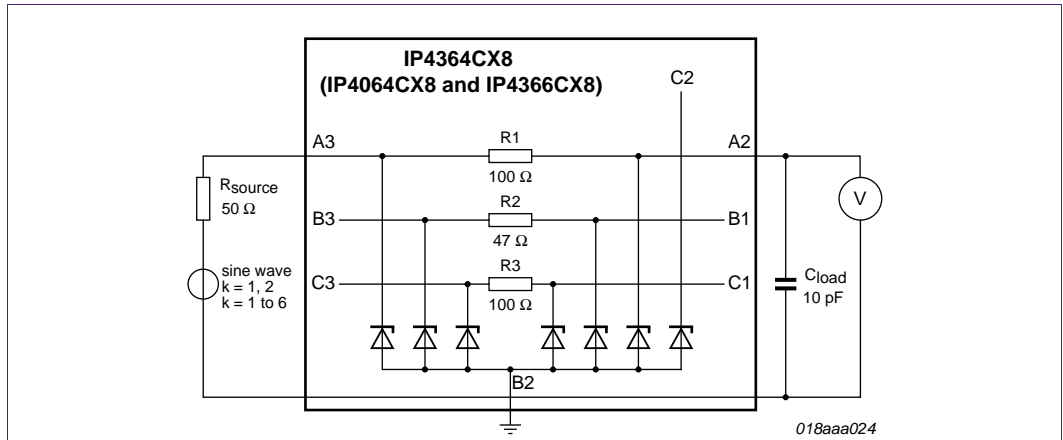 IP4364CX8
(IP4064CX8 and IP4366CX8)
C2
A3
R1
A2
100 Ω
Rsource
50 Ω
V
R2
B3
B1
47 Ω
sine wave
k = 1, 2
k = 1 to 6
R3
C3
C1
100 Ω
Cload
10 pF
B2
018aaa024